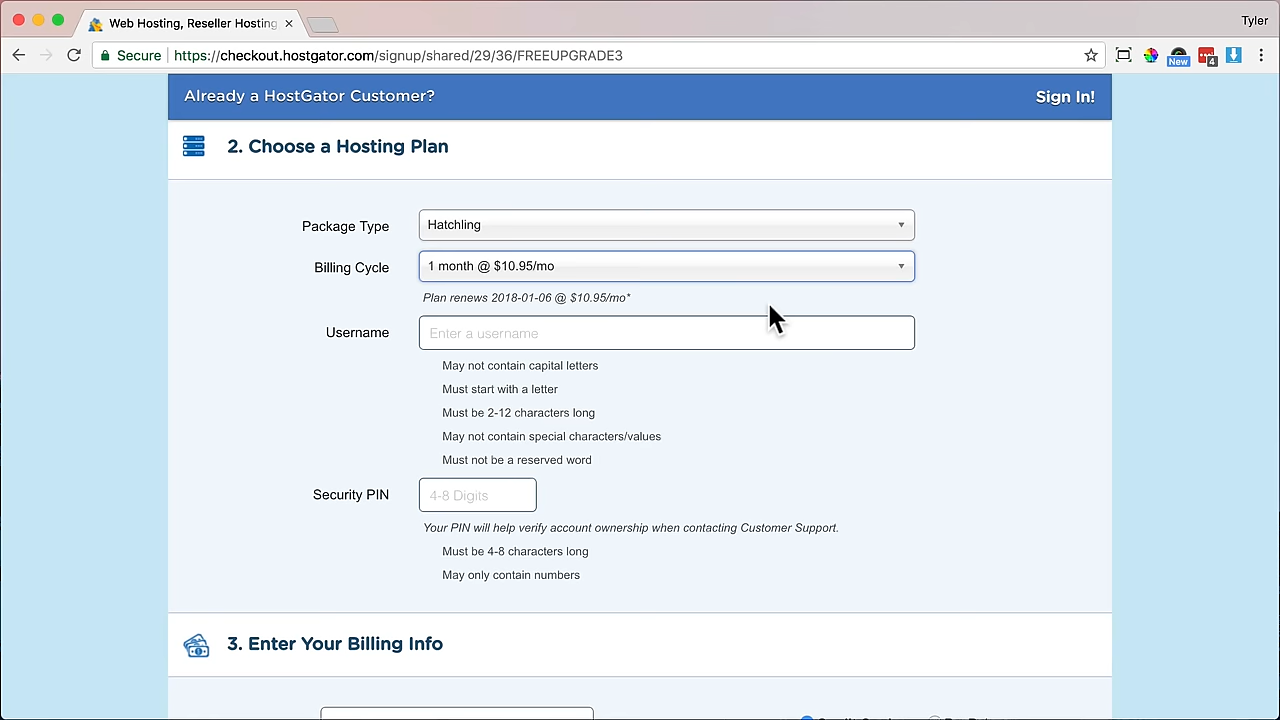 Web Hosting, Reseller Hosting
Tyler
Secure
https://checkout.hostgator.com/signup/shared/29/36/FREEUPGRADE3
New
4
Already a HostGator Customer?
Sign In!
2. Choose a Hosting Plan
Package Type
Hatchling
Billing Cycle
1 month @ $10.95/mo
Plan renews 2018-01-06 @ $10.95/mo*
Username
Enter a username
May not contain capital letters
Must start with a letter
Must be 2-12 characters long
May not contain special characters/values
Must not be a reserved word
Security PIN
4-8 Digits
Your PIN will help verify account ownership when contacting Customer Support.
Must be 4-8 characters long
May only contain numbers
3. Enter Your Billing Info